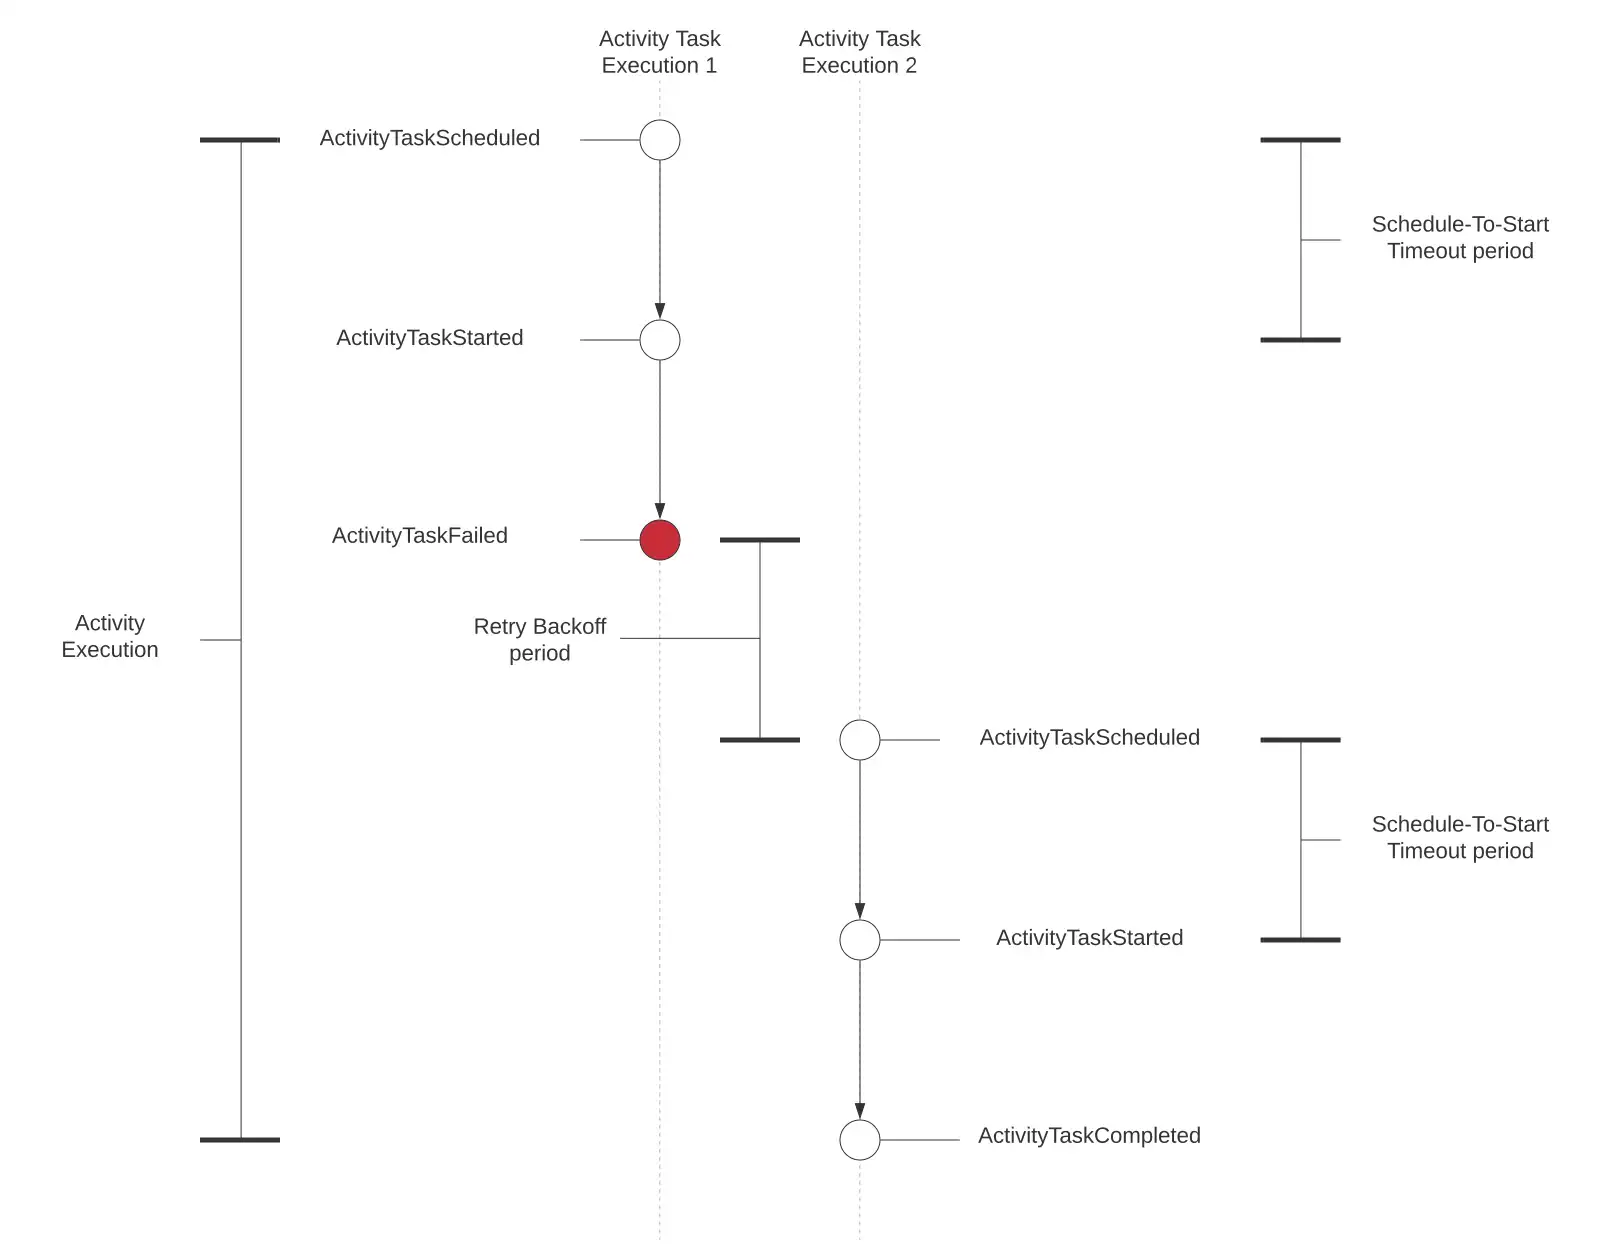 Activity Task
Execution 1
Activity Task
Execution 2
ActivityTaskScheduled
Schedule-To-Start
Timeout period
ActivityTaskStarted
ActivityTaskFailed
Activity
Execution
Retry Backoff
period
ActivityTaskScheduled
Schedule-To-Start
Timeout period
ActivityTaskStarted
ActivityTaskCompleted